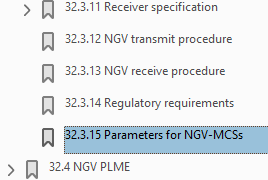 32.3.11 Receiver specification
32.3.12 NGV transmit procedure
32.3.13 NGV receive procedure
32.3.14 Regulatory requirements
32.3.15 Parameters for NGV-MCSs
32.4 NGV PLME